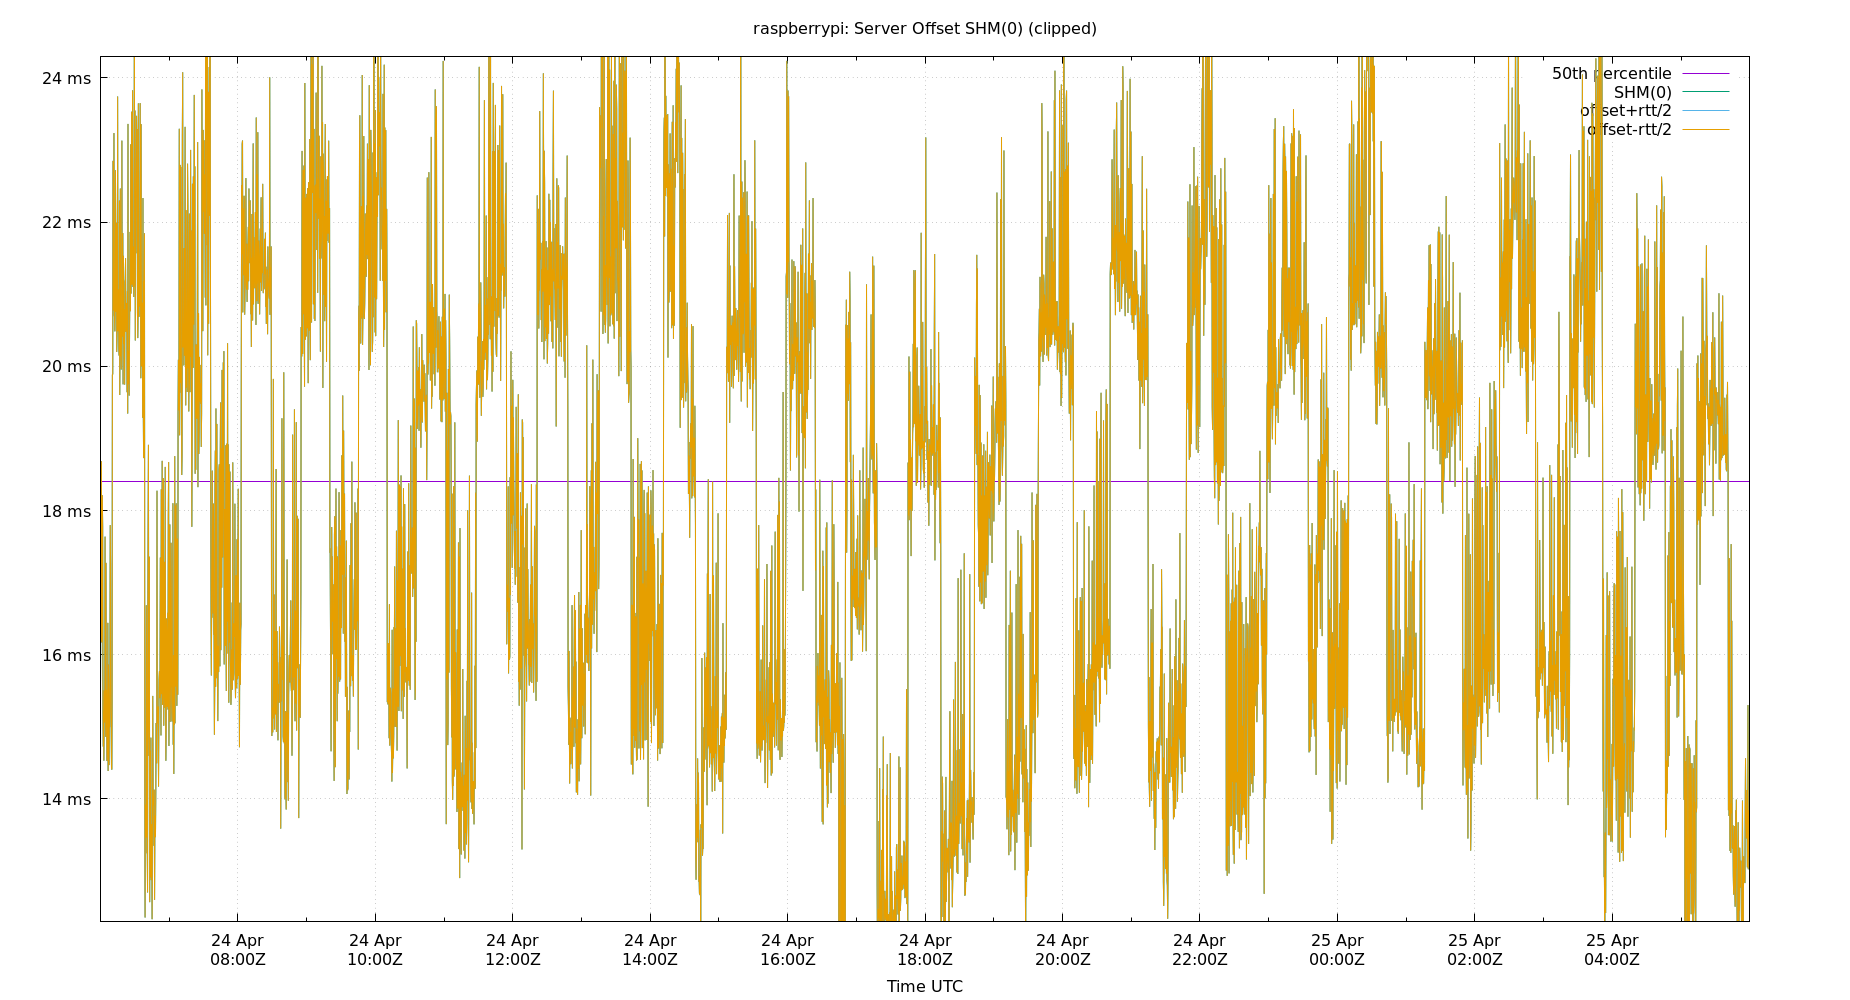 raspberrypi: Server Offset SHM(0) (clipped)
50th percentile
SHM(0)
offset+rtt/2
offset-rtt/2
24 ms
22 ms
20 ms
18 ms
16 ms
14 ms
24 Apr 24 Apr 24 Apr 24 Apr 24 Apr 24 Apr 24 Apr 24 Apr 25 Apr 25 Apr 25 Apr
08:00Z 10:00Z 12:00Z 14:00Z 16:00Z 18:00Z 20:00Z 22:00Z 00:00Z 02:00Z 04:00Z
Time UTC